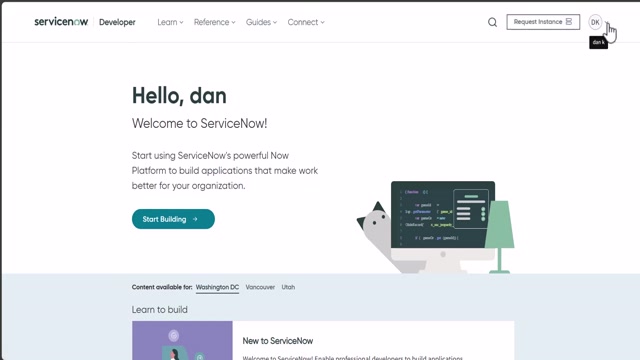 servicenow Developer Learn Reference Guides Connect Request Instance DK
dan k
Hello, dan
Welcome to ServiceNow!
Start using ServiceNow's powerful Now
Platform to build applications that make work
better for your organization.
Start Building
Content available for: Washington DC Vancouver Utah
Learn to build
New to ServiceNow
Welcome to ServiceNow! Enable professional developers to build applications